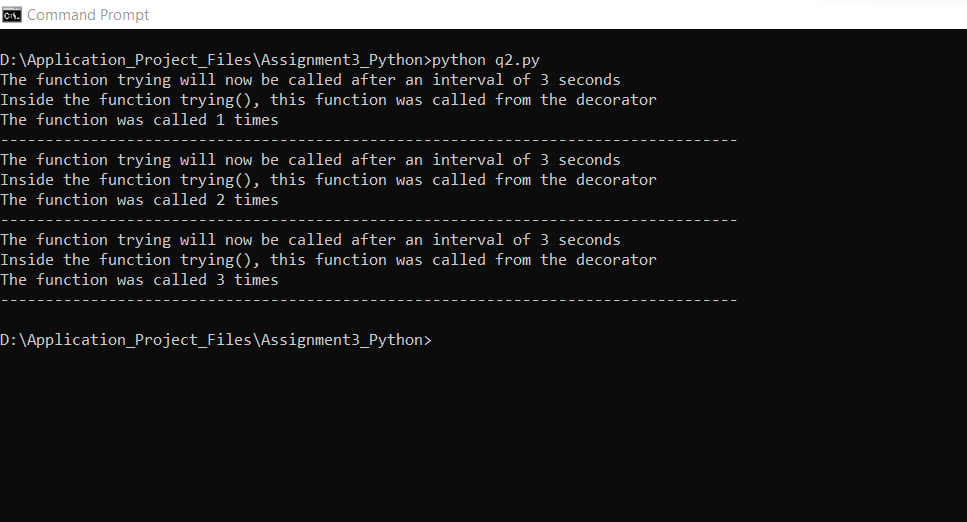 Command Prompt
D:\Application_Project_Files\Assignment3_Python>python q2.py
The function trying will now be called after an interval of 3 seconds
Inside the function trying(), this function was called from the decorator
The function was called 1 times
----------------------------------------------------------------------------------
The function trying will now be called after an interval of 3 seconds
Inside the function trying(), this function was called from the decorator
The function was called 2 times
----------------------------------------------------------------------------------
The function trying will now be called after an interval of 3 seconds
Inside the function trying(), this function was called from the decorator
The function was called 3 times
----------------------------------------------------------------------------------
D:\Application_Project_Files\Assignment3_Python>